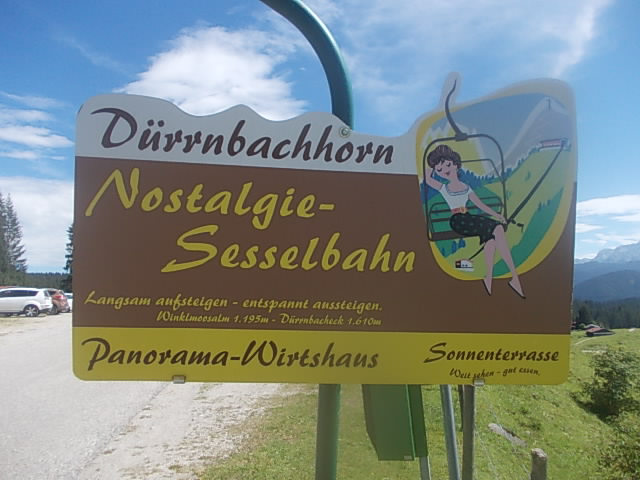 Dürrnbachhorn
Nostalgie-
Sesselbahn
Langsam aufsteigen - entspannt aussteigen.
Winklmoosalm 1.195m - Dürrnbacheck 1.610m
Panorama-Wirtshaus
Sonnenterrasse
Weit sehen - gut essen.